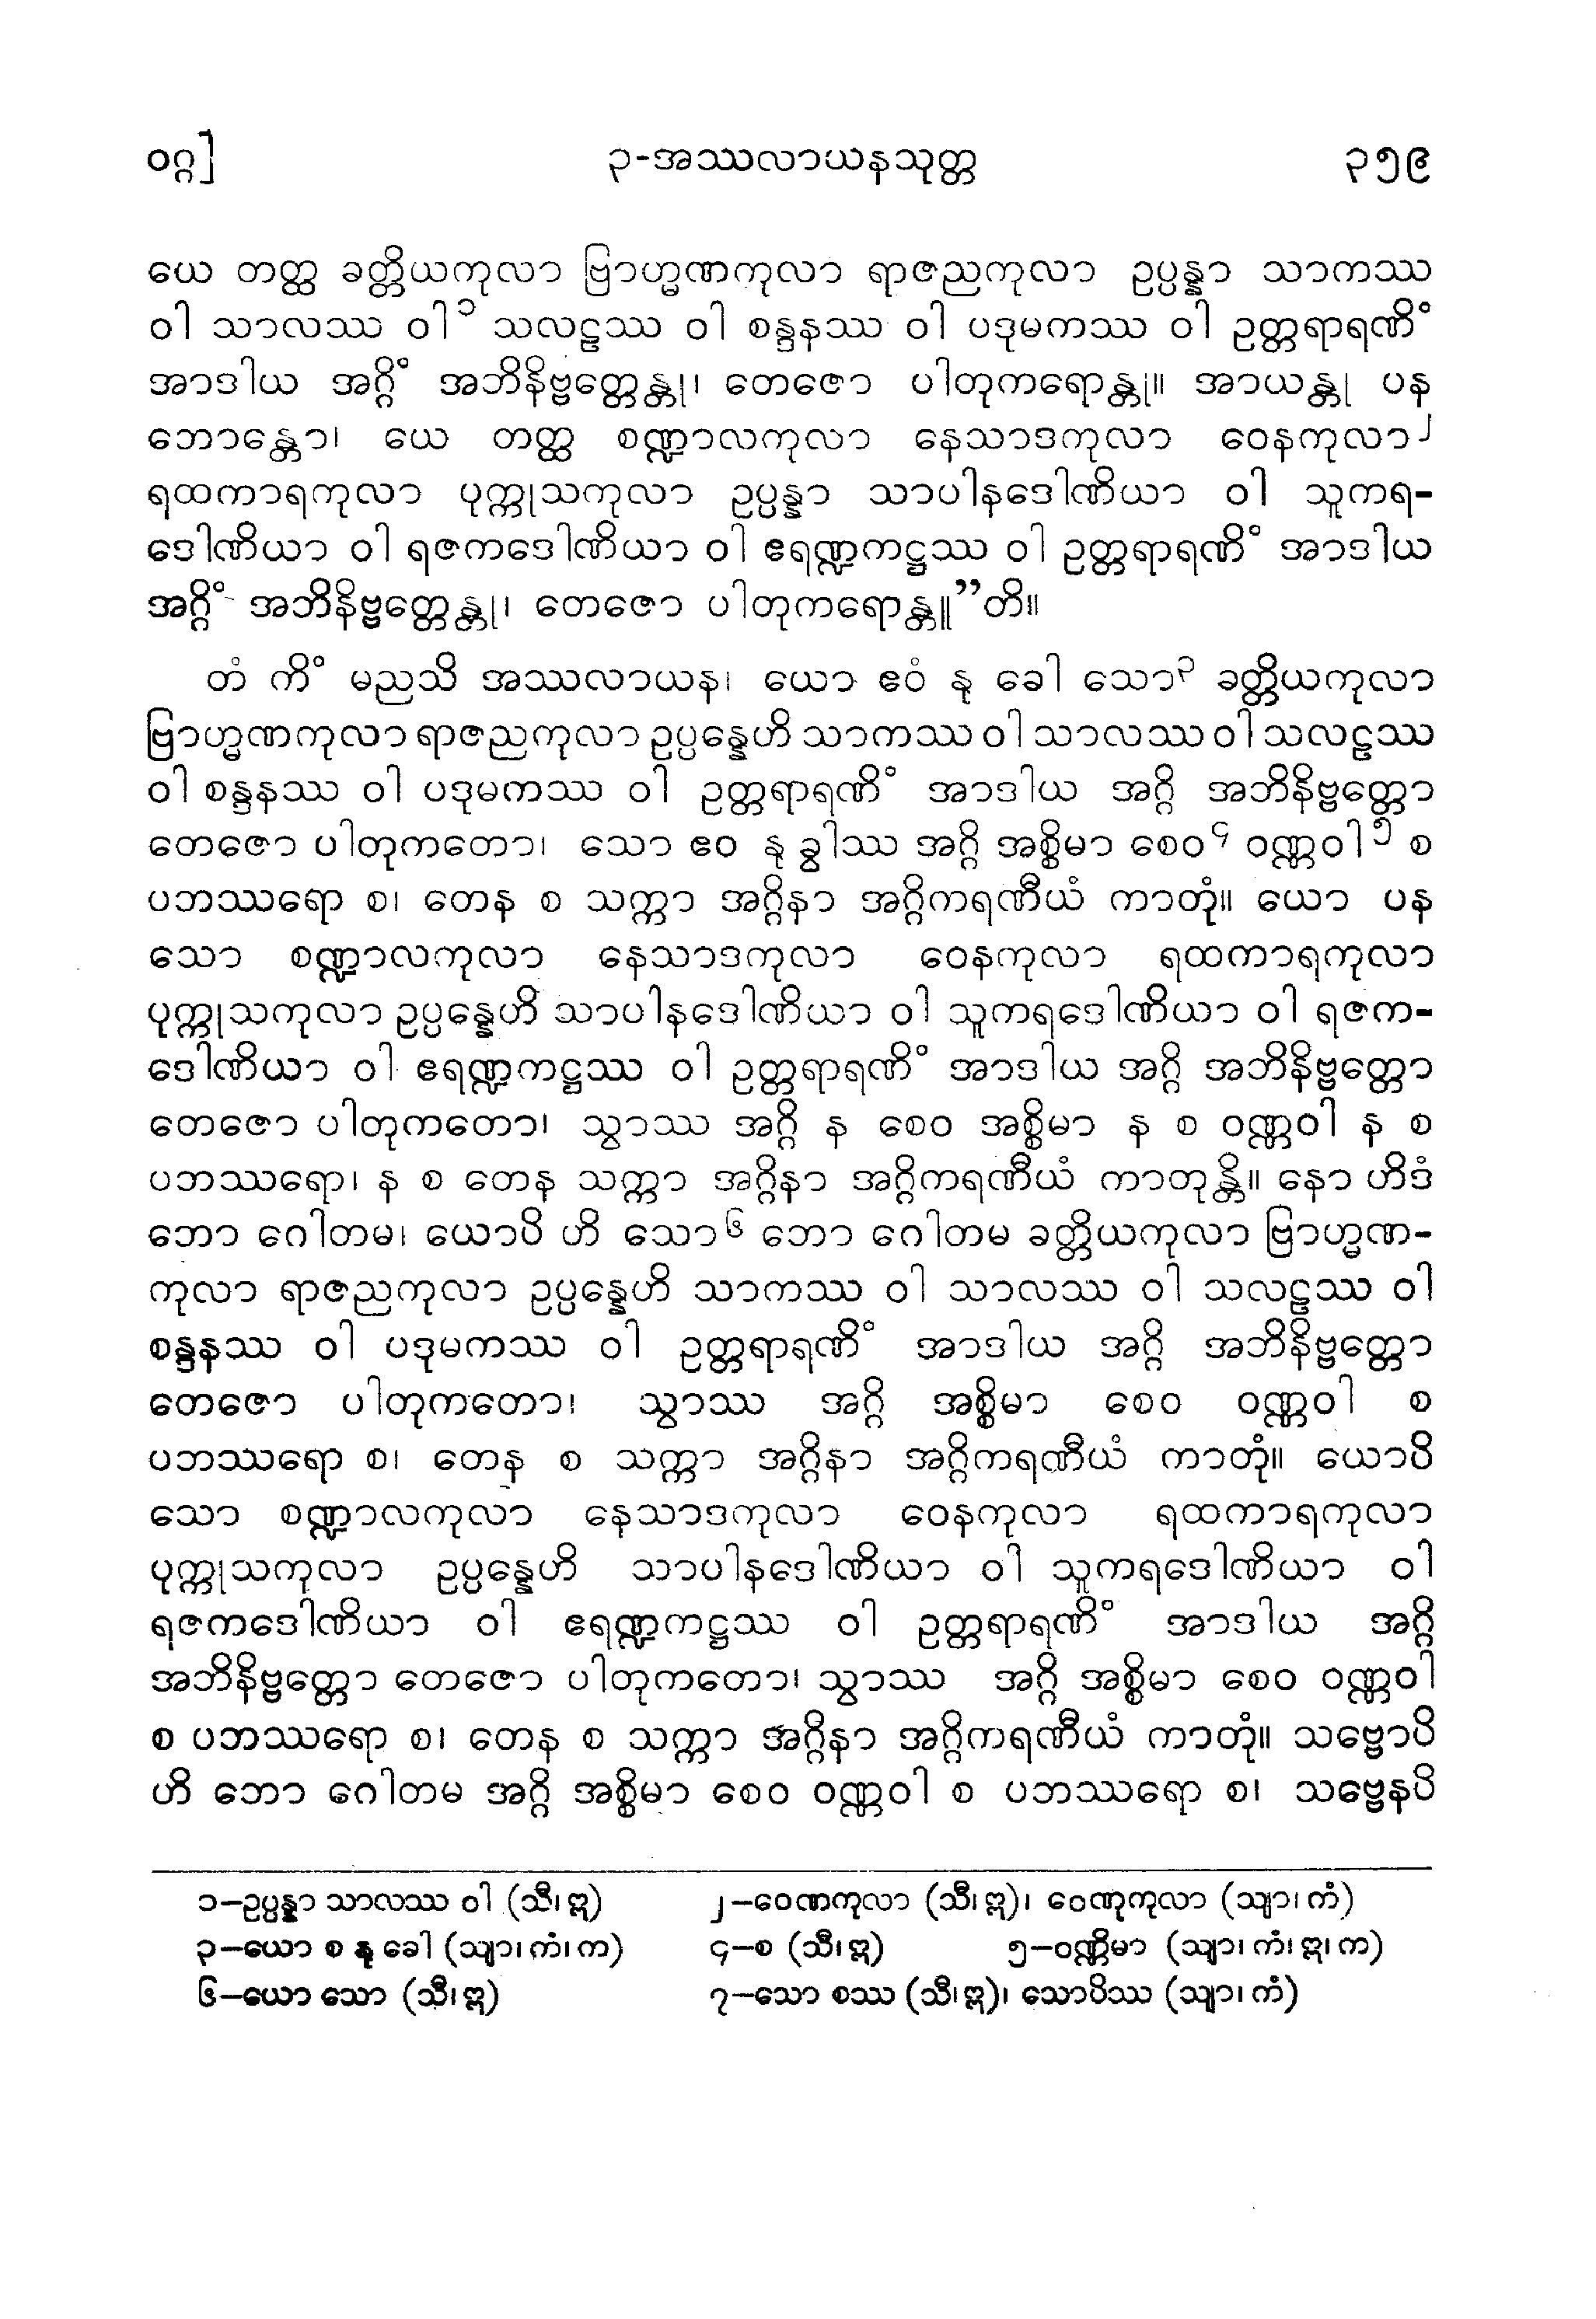 ဝဂ္ဂ] ၃-အဿလာယနသုတ္တ ၃၅၉
ယေ တတ္ထ ခတ္တိယကုလာ ဗြာဟ္မဏကုလာ ရာဇညကုလာ ဥပ္ပန္နာ သာကဿ
ဝါ သာလဿ ဝါ၁ သလဠဿ ဝါ စန္ဒနဿ ဝါ ပဒုမကဿ ဝါ ဥတ္တရာရဏိံ
အာဒါယ အဂ္ဂိံ အဘိနိဗ္ဗတ္တေန္တု၊ တေဇော ပါတုကရောန္တု။ အာယန္တု ပန
ဘောန္တော၊ ယေ တတ္ထ စဏ္ဍာလကုလာ နေသာဒကုလာ ဝေနကုလာ၂
ရထကာရကုလာ ပုက္ကုသကုလာ ဥပ္ပန္နာ သာပါနဒေါဏိယာ ဝါ သူကရ-
ဒေါဏိယာ ဝါ ရဇကဒေါဏိယာ ဝါ ဧရဏ္ဍကဋ္ဌဿ ဝါ ဥတ္တရာရဏိံ အာဒါယ
အဂ္ဂိံ အဘိနိဗ္ဗတ္တေန္တု၊ တေဇော ပါတုကရောန္တူ”တိ။
တံ ကိံ မညသိ အဿလာယန၊ ယော ဧဝံ နု ခေါ သော၃ ခတ္တိယကုလာ
ဗြာဟ္မဏကုလာ ရာဇညကုလာ ဥပ္ပန္နေဟိ သာကဿ ဝါ သာလဿ ဝါ သလဠဿ
ဝါ စန္ဒနဿ ဝါ ပဒုမကဿ ဝါ ဥတ္တရာရဏိံ အာဒါယ အဂ္ဂိ အဘိနိဗ္ဗတ္တော
တေဇော ပါတုကတော၊ သော ဧဝ နု ခွါဿ အဂ္ဂိ အစ္စိမာ စေဝ၄ ဝဏ္ဏဝါ၅ စ
ပဘဿရော စ၊ တေန စ သက္ကာ အဂ္ဂိနာ အဂ္ဂိကရဏီယံ ကာတုံ။ ယော ပန
သော စဏ္ဍာလကုလာ နေသာဒကုလာ ဝေနကုလာ ရထကာရကုလာ
ပုက္ကုသကုလာ ဥပ္ပန္နေဟိ သာပါနဒေါဏိယာ ဝါ သူကရဒေါဏိယာ ဝါ ရဇက-
ဒေါဏိယာ ဝါ ဧရဏ္ဍကဋ္ဌဿ ဝါ ဥတ္တရာရဏိံ အာဒါယ အဂ္ဂိ အဘိနိဗ္ဗတ္တော
တေဇော ပါတုကတော၊ သွာဿ အဂ္ဂိ န စေဝ အစ္စိမာ န စ ဝဏ္ဏဝါ န စ
ပဘဿရော၊ န စ တေန သက္ကာ အဂ္ဂိနာ အဂ္ဂိကရဏီယံ ကာတုန္တိ။ နော ဟိဒံ
ဘော ဂေါတမ၊ ယောပိ ဟိ သော၆ ဘော ဂေါတမ ခတ္တိယကုလာ ဗြာဟ္မဏ-
ကုလာ ရာဇညကုလာ ဥပ္ပန္နေဟိ သာကဿ ဝါ သာလဿ ဝါ သလဠဿ ဝါ
စန္ဒနဿ ဝါ ပဒုမကဿ ဝါ ဥတ္တရာရဏိံ အာဒါယ အဂ္ဂိ အဘိနိဗ္ဗတ္တော
တေဇော ပါတုကတော၊ သွာဿ အဂ္ဂိ အစ္စိမာ စေဝ ဝဏ္ဏဝါ စ
ပဘဿရော စ၊ တေန စ သက္ကာ အဂ္ဂိနာ အဂ္ဂိကရဏီယံ ကာတုံ။ ယောပိ
သော စဏ္ဍာလကုလာ နေသာဒကုလာ ဝေနကုလာ ရထကာရကုလာ
ပုက္ကုသကုလာ ဥပ္ပန္နေဟိ သာပါနဒေါဏိယာ ဝါ သူကရဒေါဏိယာ ဝါ
ရဇကဒေါဏိယာ ဝါ ဧရဏ္ဍကဋ္ဌဿ ဝါ ဥတ္တရာရဏိံ အာဒါယ အဂ္ဂိ
အဘိနိဗ္ဗတ္တော တေဇော ပါတုကတော၊ သွာဿ အဂ္ဂိ အစ္စိမာ စေဝ ဝဏ္ဏဝါ
စ ပဘဿရော စ၊ တေန စ သက္ကာ အဂ္ဂိနာ အဂ္ဂိကရဏီယံ ကာတုံ။ သဗ္ဗောပိ
ဟိ ဘော ဂေါတမ အဂ္ဂိ အစ္စိမာ စေဝ ဝဏ္ဏဝါ စ ပဘဿရော စ၊ သဗ္ဗေနပိ
၁–ဥပ္ပန္နာ သာလဿ ဝါ (သီ၊ ဣ) ၂–ဝေဏကုလာ (သီ၊ ဣ)၊ ဝေဏုကုလာ (သျာ၊ ကံ)
၃–ယော စ နု ခေါ (သျာ၊ ကံ၊ က) ၄–စ (သီ၊ ဣ) ၅–ဝဏ္ဏိမာ (သျာ၊ ကံ၊ ဣ၊ က)
၆–ယော သော (သီ၊ ဣ) ၇–သော စဿ (သီ၊ ဣ)၊ သောပိဿ (သျာ၊ ကံ)